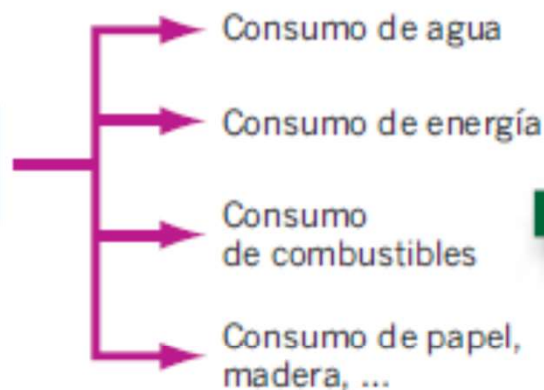 Consumo de agua
Consumo de energía
Consumo
de combustibles
Consumo de papel,
madera, ...